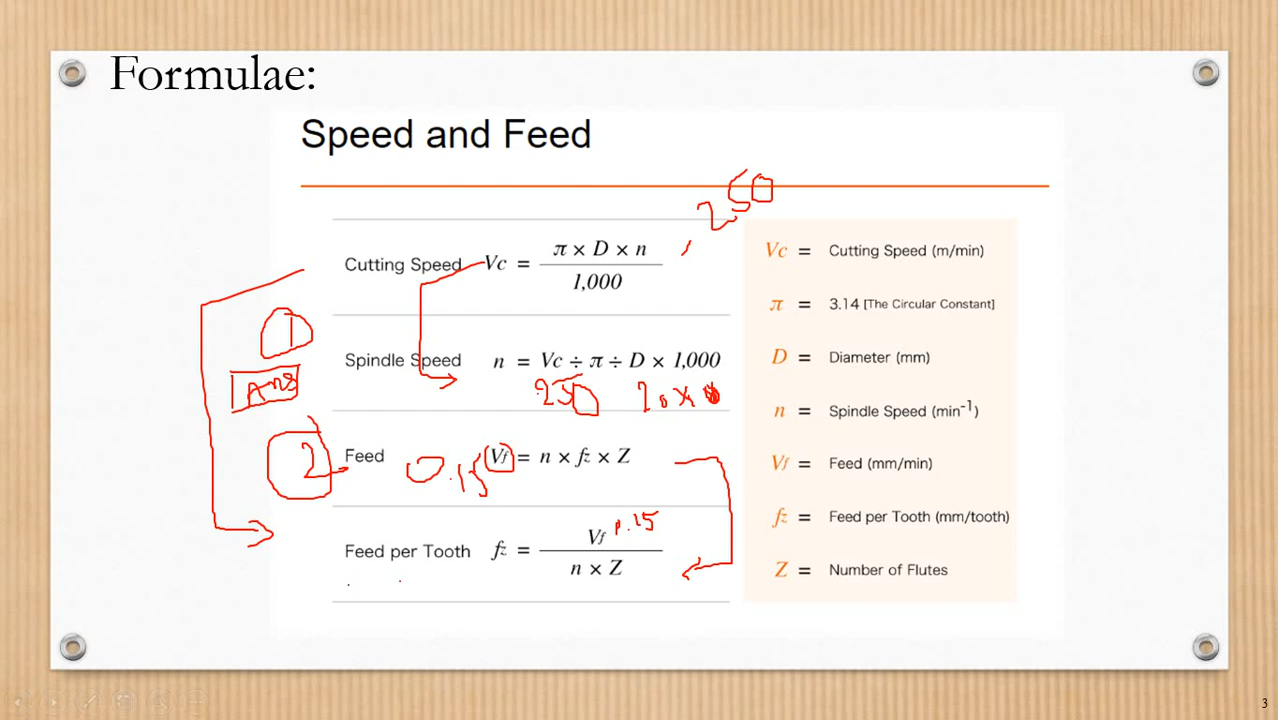 Formulae:
Speed and Feed
250
Cutting Speed Vc = π × D × n / 1,000
Vc = Cutting Speed (m/min)
π = 3.14 [The Circular Constant]
1
Spindle Speed n = Vc ÷ π ÷ D × 1,000
D = Diameter (mm)
Ans
250
n = Spindle Speed (min⁻¹)
2
Feed 0.15 Vf = n × fz × Z
Vf = Feed (mm/min)
Feed per Tooth fz = Vf / n × Z
0.15
fz = Feed per Tooth (mm/tooth)
Z = Number of Flutes
3